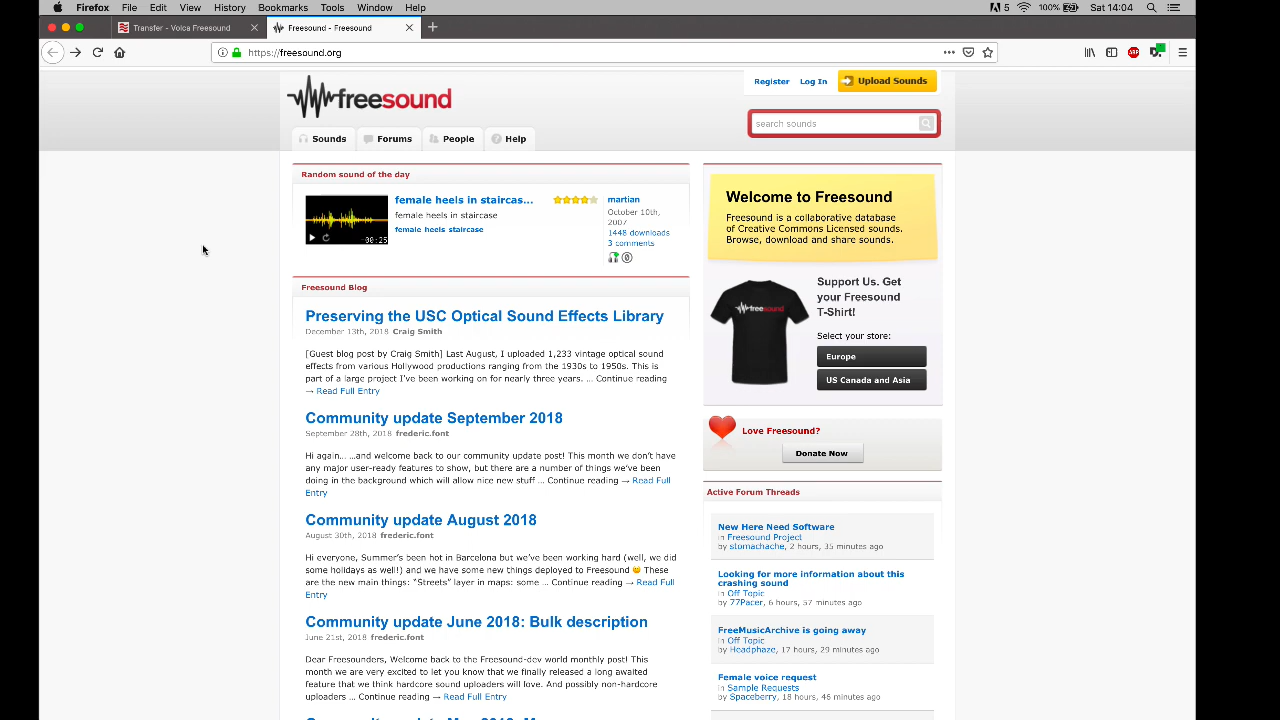 Firefox File Edit View History Bookmarks Tools Window Help
5 100% Sat 14:04
Transfer - Volca Freesound
Freesound - Freesound
https://freesound.org
ABP
freesound
Register Log In Upload Sounds
search sounds
Sounds Forums People Help
Random sound of the day
female heels in staircas...
female heels in staircase
female heels staircase
-00:25
martian
October 10th,
2007
1448 downloads
3 comments
Freesound Blog
Preserving the USC Optical Sound Effects Library
December 13th, 2018 Craig Smith
[Guest blog post by Craig Smith] Last August, I uploaded 1,233 vintage optical sound
effects from various Hollywood productions ranging from the 1930s to 1950s. This is
part of a large project I've been working on for nearly three years. ... Continue reading
→ Read Full Entry
Community update September 2018
September 28th, 2018 frederic.font
Hi again... ...and welcome back to our community update post! This month we don't have
any major user-ready features to show, but there are a number of things we've been
doing in the background which will allow nice new stuff ... Continue reading → Read Full
Entry
Community update August 2018
August 30th, 2018 frederic.font
Hi everyone, Summer's been hot in Barcelona but we've been working hard (well, we did
some holidays as well!) and we have some new things deployed to Freesound 🙂 These
are the new main things: "Streets" layer in maps: some ... Continue reading → Read Full
Entry
Community update June 2018: Bulk description
June 21st, 2018 frederic.font
Dear Freesounders, Welcome back to the Freesound-dev world monthly post! This
month we are very excited to let you know that we finally released a long awaited
feature that we think hardcore sound uploaders will love. And possibly non-hardcore
uploaders ... Continue reading → Read Full Entry
Welcome to Freesound
Freesound is a collaborative database
of Creative Commons Licensed sounds.
Browse, download and share sounds.
freesound
Support Us. Get
your Freesound
T-Shirt!
Select your store:
Europe
US Canada and Asia
Love Freesound?
Donate Now
Active Forum Threads
New Here Need Software
in Freesound Project
by stomachache, 2 hours, 35 minutes ago
Looking for more information about this
crashing sound
in Off Topic
by 77Pacer, 6 hours, 57 minutes ago
FreeMusicArchive is going away
in Off Topic
by Headphaze, 17 hours, 29 minutes ago
Female voice request
in Sample Requests
by Spaceberry, 18 hours, 46 minutes ago